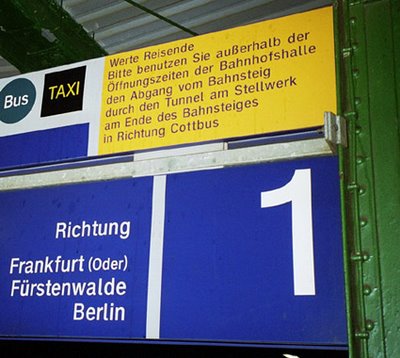 Bus
TAXI
Werte Reisende
Bitte benutzen Sie außerhalb der
Öffnungszeiten der Bahnhofshalle
den Abgang vom Bahnsteig
durch den Tunnel am Stellwerk
am Ende des Bahnsteiges
in Richtung Cottbus
Richtung
Frankfurt (Oder)
Fürstenwalde
Berlin
1